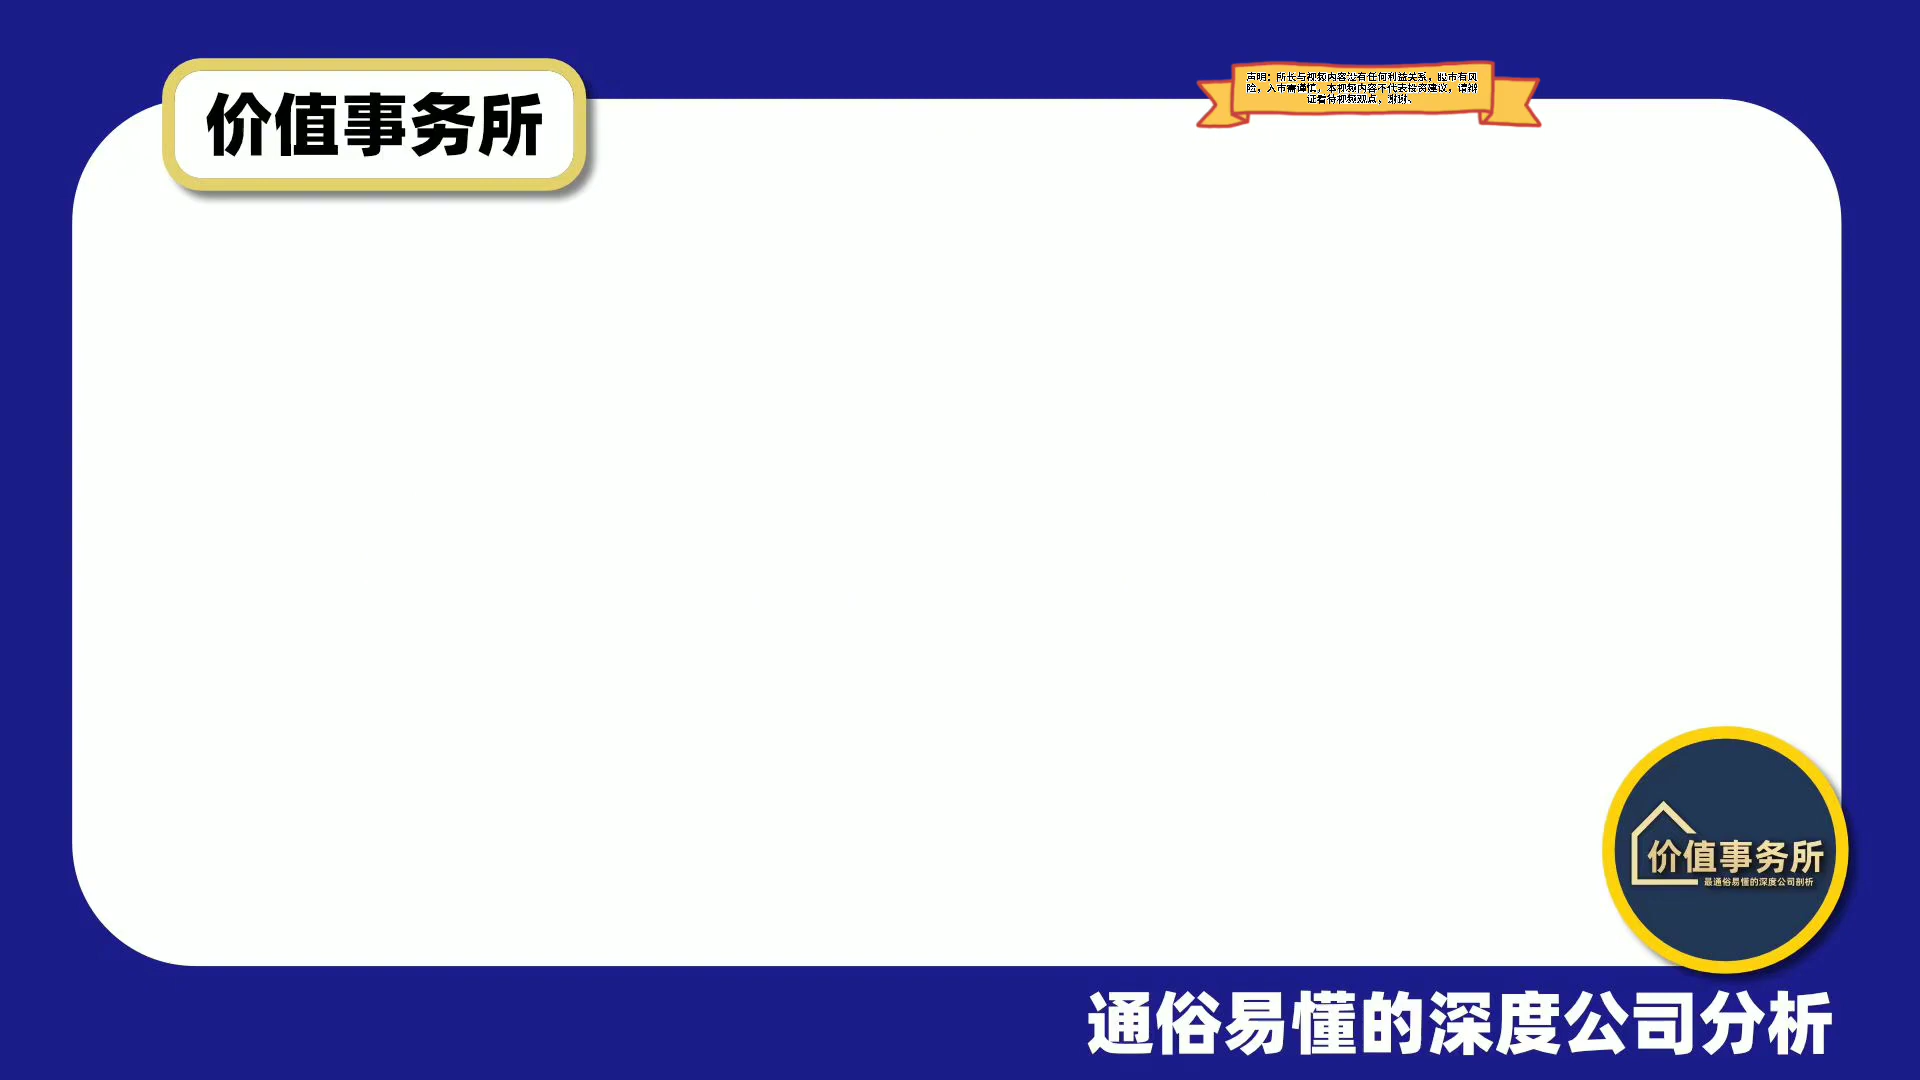 价值事务所
声明：所长与视频内容没有任何利益关系，股市有风
险，入市需谨慎，本视频内容不代表投资建议，请辩
证看待视频观点，谢谢、
价值事务所
最通俗易懂的深度公司剖析
通俗易懂的深度公司分析